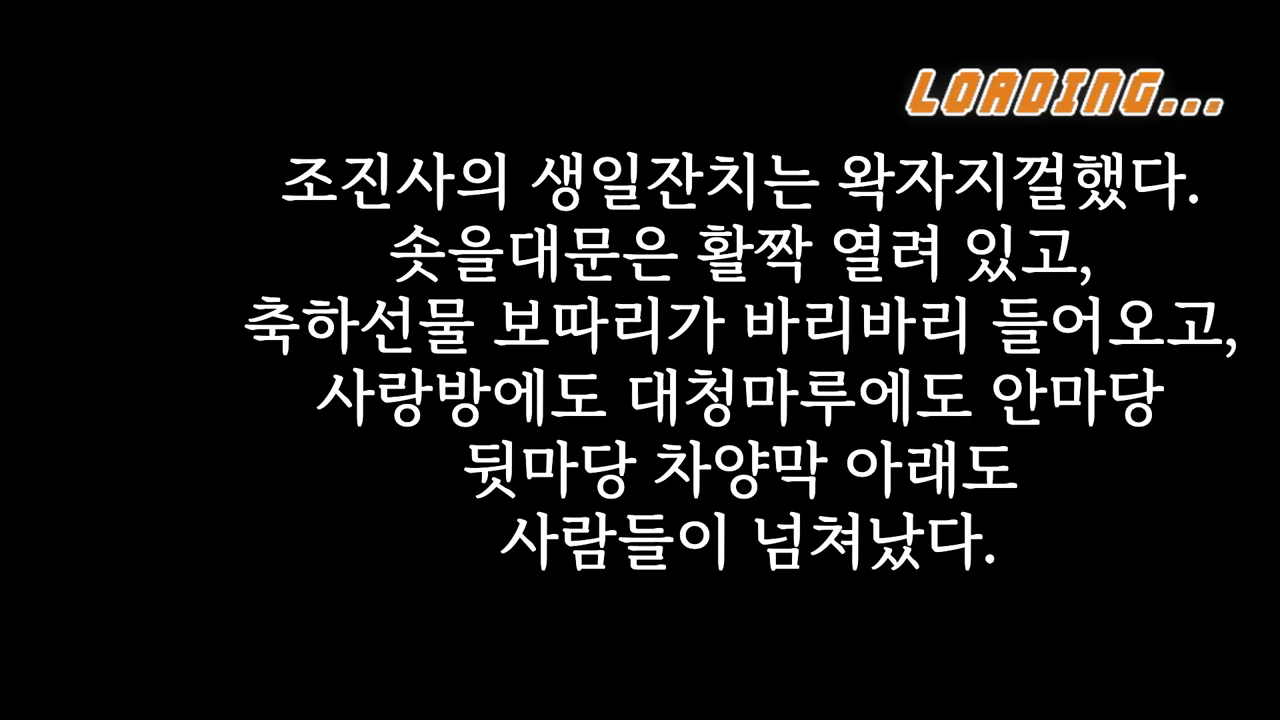 LOADING...
조진사의 생일잔치는 왁자지껄했다.
솟을대문은 활짝 열려 있고,
축하선물 보따리가 바리바리 들어오고,
사랑방에도 대청마루에도 안마당
뒷마당 차양막 아래도
사람들이 넘쳐났다.